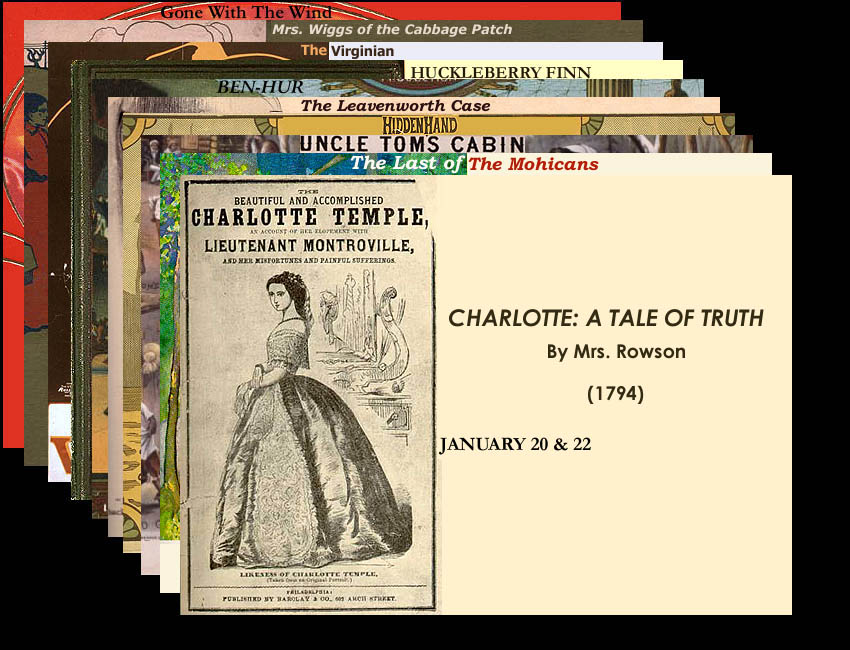 Gone With The Wind
Mrs. Wiggs of the Cabbage Patch
The Virginian
HUCKLEBERRY FINN
BEN-HUR
The Leavenworth Case
HIDDEN HAND
UNCLE TOMS CABIN
The Last of The Mohicans
THE
BEAUTIFUL AND ACCOMPLISHED
CHARLOTTE TEMPLE,
AN ACCOUNT OF HER ELOPEMENT WITH
LIEUTENANT MONTROVILLE,
AND HER MISFORTUNES AND PAINFUL SUFFERINGS.
LIKENESS OF CHARLOTTE TEMPLE,
(Taken from an Original Portrait.)
PHILADELPHIA:
PUBLISHED BY BARCLAY & CO., 602 ARCH STREET.
CHARLOTTE: A TALE OF TRUTH
By Mrs. Rowson
(1794)
JANUARY 20 & 22